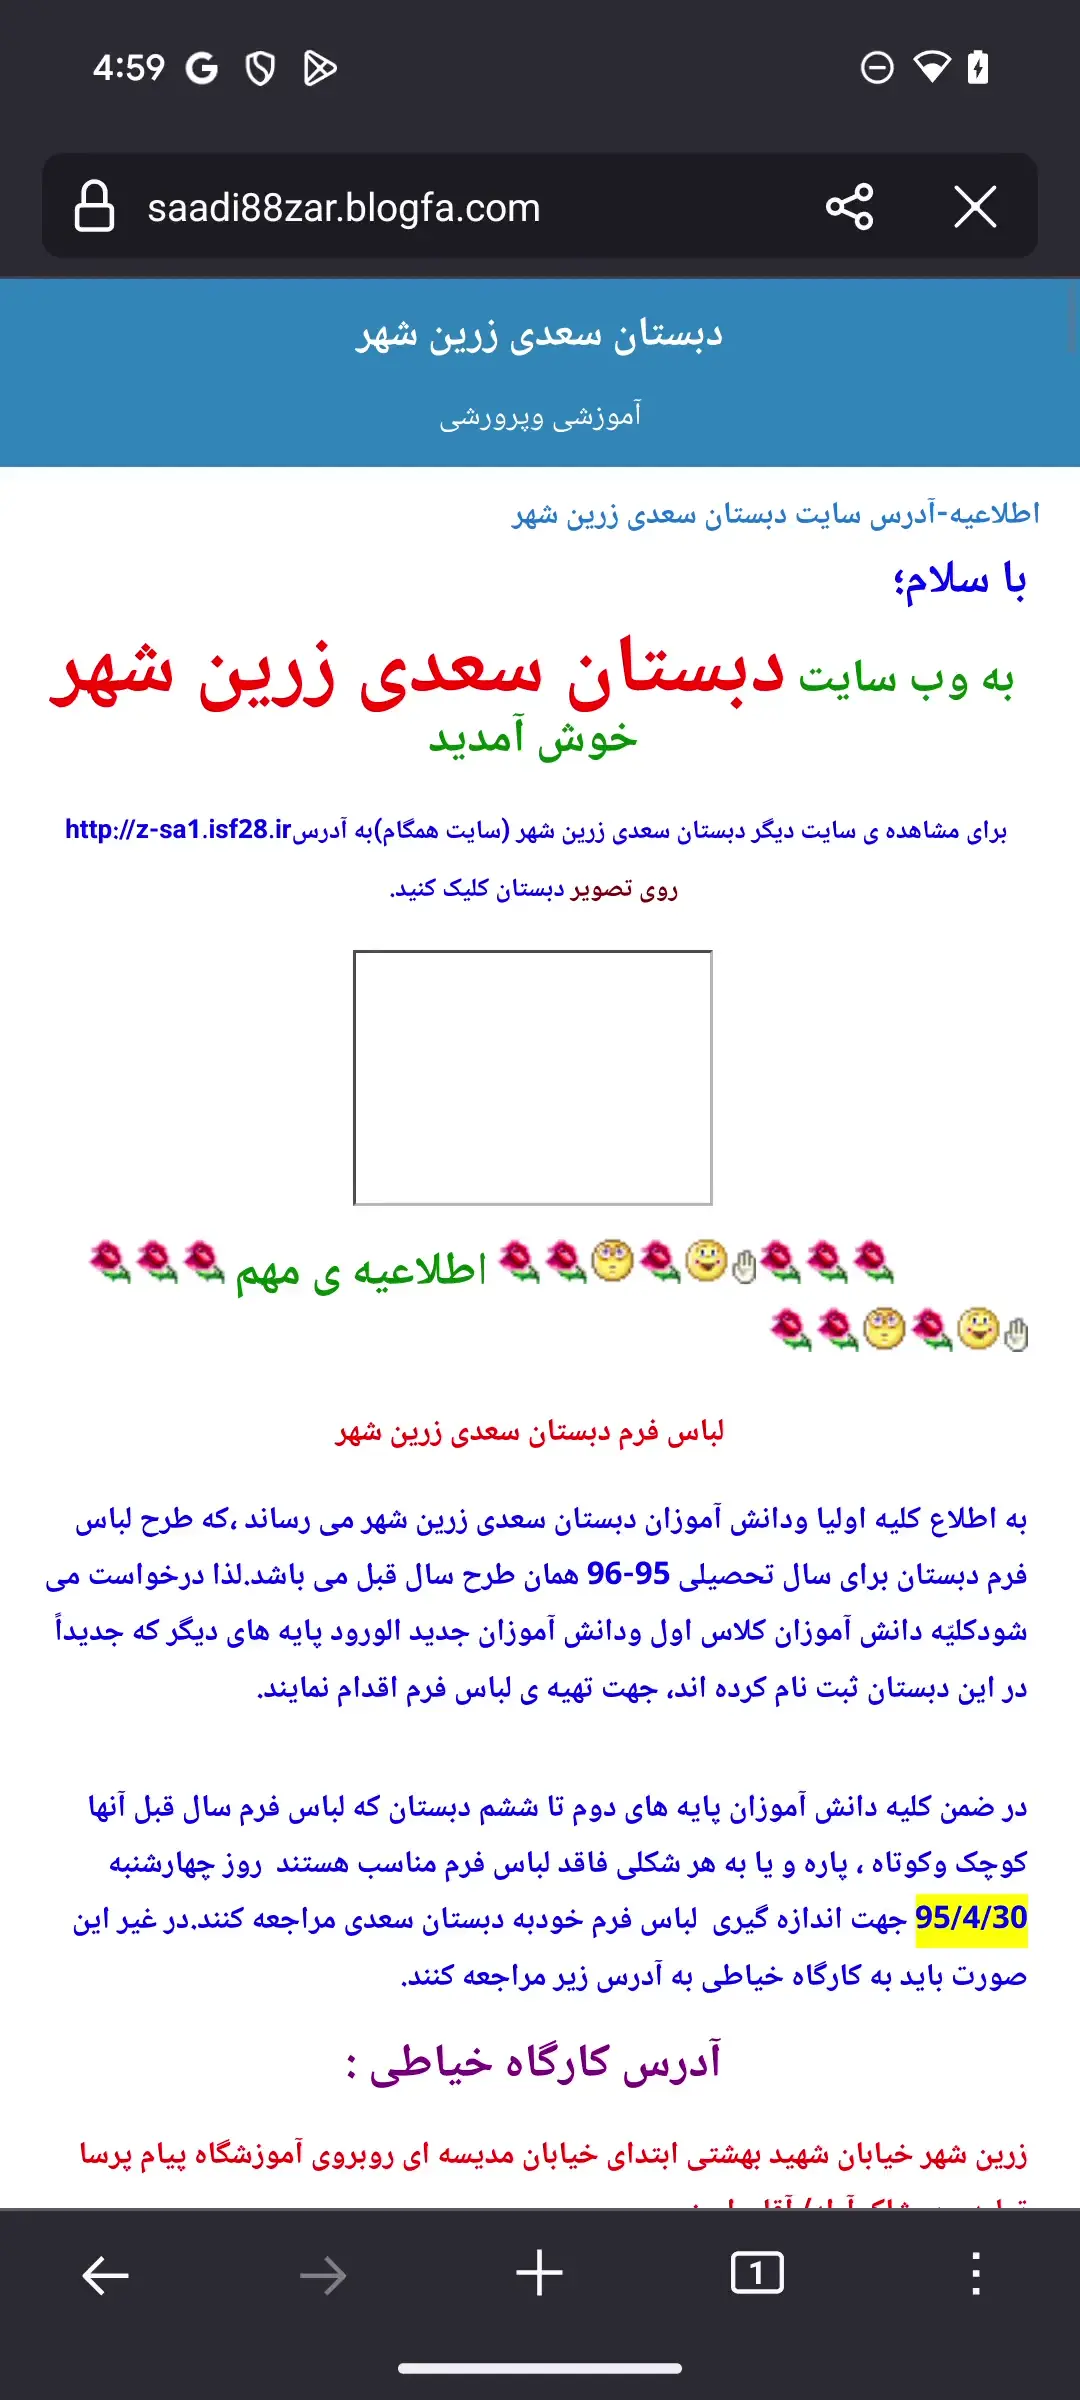 4:59
saadi88zar.blogfa.com
دبستان سعدی زرین شهر
آموزشی وپرورشی
اطلاعیه-آدرس سایت دبستان سعدی زرین شهر
با سلام؛
به وب سایت دبستان سعدی زرین شهر
خوش آمدید
برای مشاهده ی سایت دیگر دبستان سعدی زرین شهر (سایت همگام)به آدرسhttp://z-sa1.isf28.ir
روی تصویر دبستان کلیک کنید.
اطلاعیه ی مهم
لباس فرم دبستان سعدی زرین شهر
به اطلاع کلیه اولیا ودانش آموزان دبستان سعدی زرین شهر می رساند ،که طرح لباس
فرم دبستان برای سال تحصیلی 95-96 همان طرح سال قبل می باشد.لذا درخواست می
شودکلیّه دانش آموزان کلاس اول ودانش آموزان جدید الورود پایه های دیگر که جدیداً
در این دبستان ثبت نام کرده اند، جهت تهیه ی لباس فرم اقدام نمایند.
در ضمن کلیه دانش آموزان پایه های دوم تا ششم دبستان که لباس فرم سال قبل آنها
کوچک وکوتاه ، پاره و یا به هر شکلی فاقد لباس فرم مناسب هستند روز چهارشنبه
95/4/30 جهت اندازه گیری لباس فرم خودبه دبستان سعدی مراجعه کنند.در غیر این
صورت باید به کارگاه خیاطی به آدرس زیر مراجعه کنند.
آدرس کارگاه خیاطی :
زرین شهر خیابان شهید بهشتی ابتدای خیابان مدیسه ای روبروی آموزشگاه پیام پرسا
1